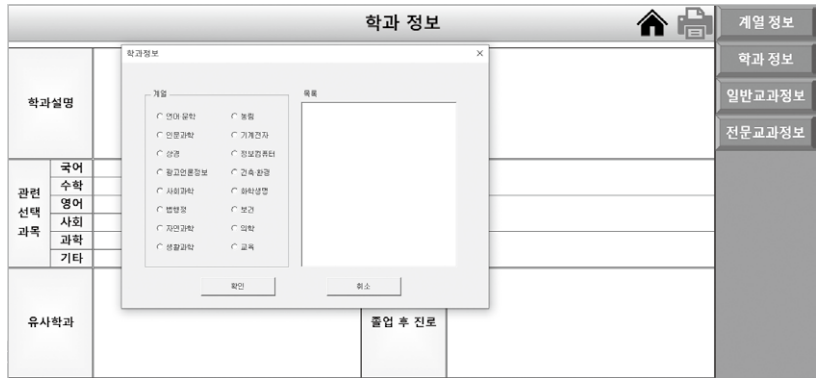 학과 정보
계열 정보
학과 정보
일반교과정보
전문교과정보
학과설명
관련
선택
과목
국어
수학
영어
사회
과학
기타
유사학과
졸업 후 진로
학과정보
×
계열
언어·문학
인문과학
상경
광고언론정보
사회과학
법행정
자연과학
생활과학
농림
기계전자
정보컴퓨터
건축·환경
화학생명
보건
의학
교육
목록
확인
취소